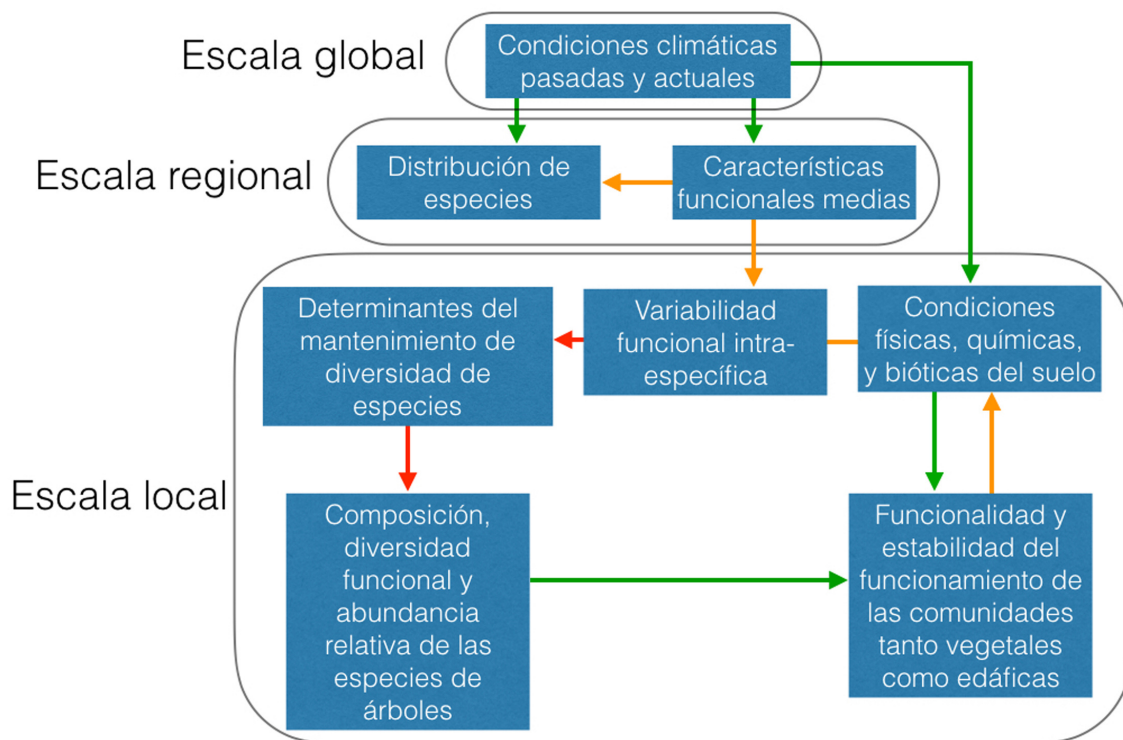 Escala global
Condiciones climáticas
pasadas y actuales
Escala regional
Distribución de
especies
Características
funcionales medias
Escala local
Determinantes del
mantenimiento de
diversidad de
especies
Variabilidad
funcional intra-
específica
Condiciones
físicas, químicas,
y bióticas del suelo
Composición,
diversidad
funcional y
abundancia
relativa de las
especies de
árboles
Funcionalidad y
estabilidad del
funcionamiento de
las comunidades
tanto vegetales
como edáficas